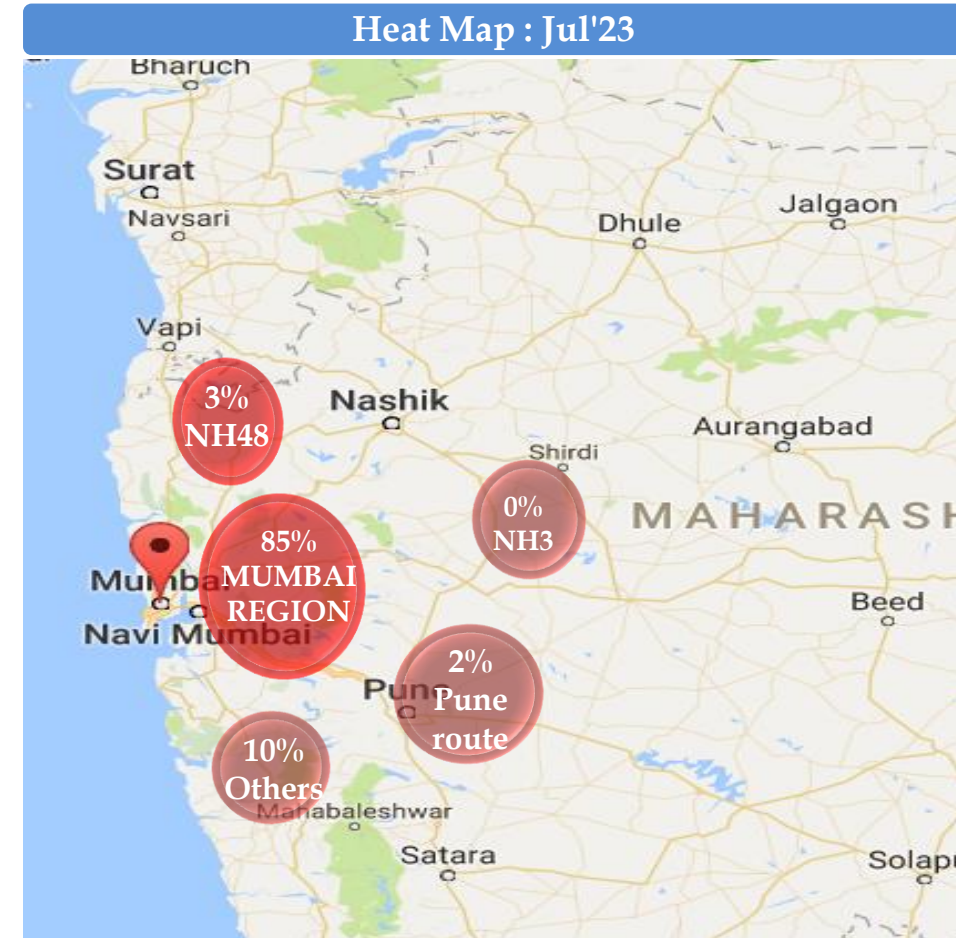 Heat Map : Jul'23
Bharuch
Surat
Navsari
Dhule
Jalgaon
Vapi
3%
NH48
Nashik
Aurangabad
Shirdi
0%
NH3
MAHARASH
85%
MUMBAI
REGION
Mumbai
Navi Mumbai
Beed
2%
Pune
route
Pune
10%
Others
Mahabaleshwar
Satara
Solap